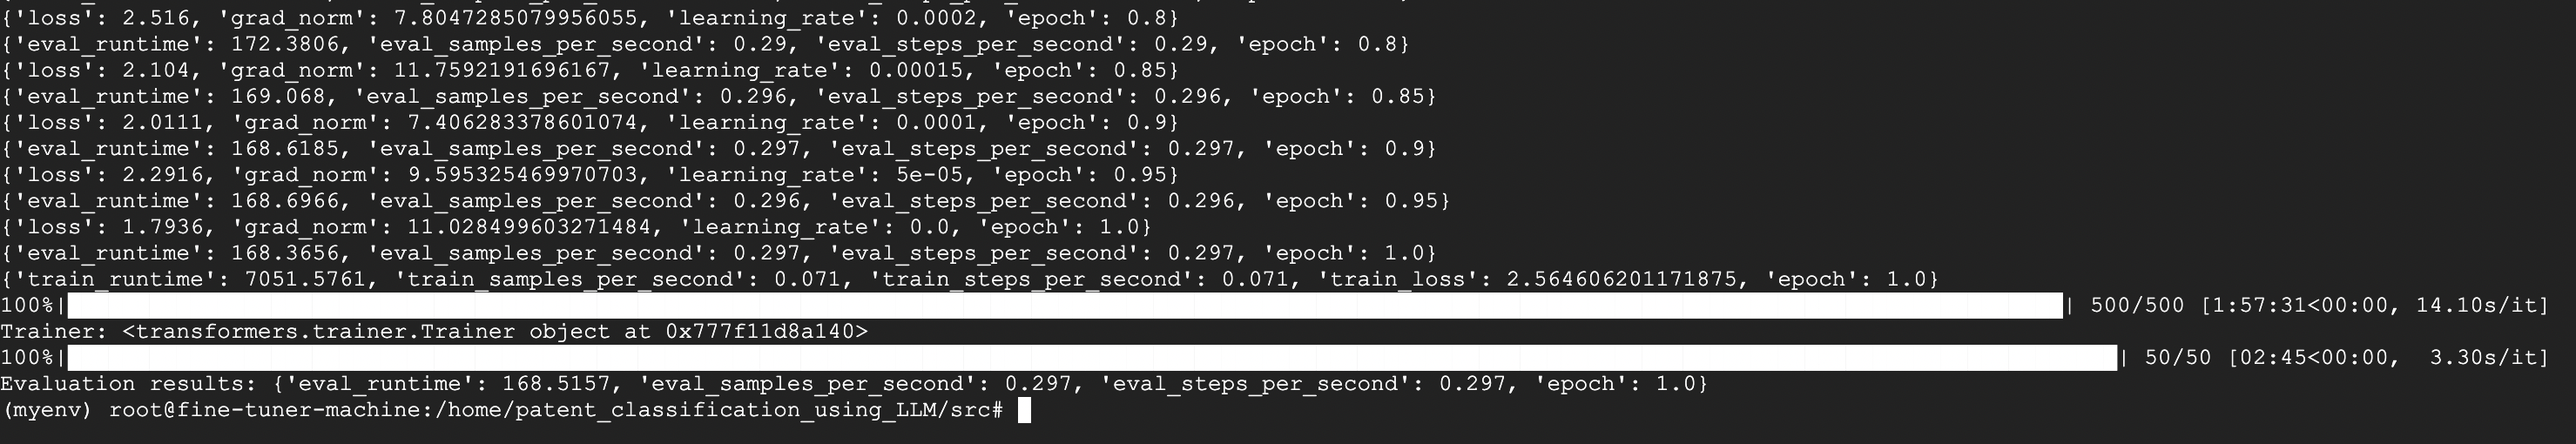 {'loss': 2.516, 'grad_norm': 7.8047285079956055, 'learning_rate': 0.0002, 'epoch': 0.8}
{'eval_runtime': 172.3806, 'eval_samples_per_second': 0.29, 'eval_steps_per_second': 0.29, 'epoch': 0.8}
{'loss': 2.104, 'grad_norm': 11.7592191696167, 'learning_rate': 0.00015, 'epoch': 0.85}
{'eval_runtime': 169.068, 'eval_samples_per_second': 0.296, 'eval_steps_per_second': 0.296, 'epoch': 0.85}
{'loss': 2.0111, 'grad_norm': 7.406283378601074, 'learning_rate': 0.0001, 'epoch': 0.9}
{'eval_runtime': 168.6185, 'eval_samples_per_second': 0.297, 'eval_steps_per_second': 0.297, 'epoch': 0.9}
{'loss': 2.2916, 'grad_norm': 9.595325469970703, 'learning_rate': 5e-05, 'epoch': 0.95}
{'eval_runtime': 168.6966, 'eval_samples_per_second': 0.296, 'eval_steps_per_second': 0.296, 'epoch': 0.95}
{'loss': 1.7936, 'grad_norm': 11.028499603271484, 'learning_rate': 0.0, 'epoch': 1.0}
{'eval_runtime': 168.3656, 'eval_samples_per_second': 0.297, 'eval_steps_per_second': 0.297, 'epoch': 1.0}
{'train_runtime': 7051.5761, 'train_samples_per_second': 0.071, 'train_steps_per_second': 0.071, 'train_loss': 2.564606201171875, 'epoch': 1.0}
100%| | 500/500 [1:57:31<00:00, 14.10s/it]
Trainer: <transformers.trainer.Trainer object at 0x777f11d8a140>
100%| | 50/50 [02:45<00:00, 3.30s/it]
Evaluation results: {'eval_runtime': 168.5157, 'eval_samples_per_second': 0.297, 'eval_steps_per_second': 0.297, 'epoch': 1.0}
(myenv) root@fine-tuner-machine:/home/patent_classification_using_LLM/src#